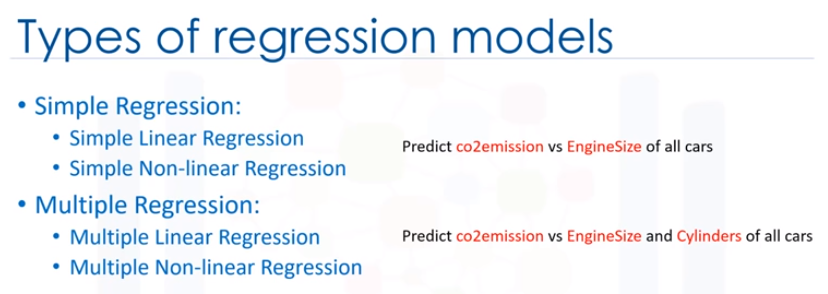 Types of regression models
• Simple Regression:
• Simple Linear Regression
• Simple Non-linear Regression
Predict co2emission vs EngineSize of all cars
• Multiple Regression:
• Multiple Linear Regression
• Multiple Non-linear Regression
Predict co2emission vs EngineSize and Cylinders of all cars